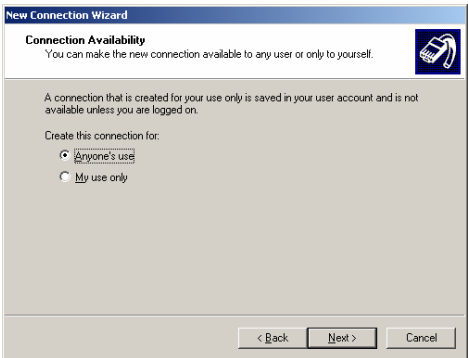 New Connection Wizard
Connection Availability
You can make the new connection available to any user or only to yourself.
A connection that is created for your use only is saved in your user account and is not
available unless you are logged on.
Create this connection for:
Anyone's use
My use only
< Back
Next >
Cancel